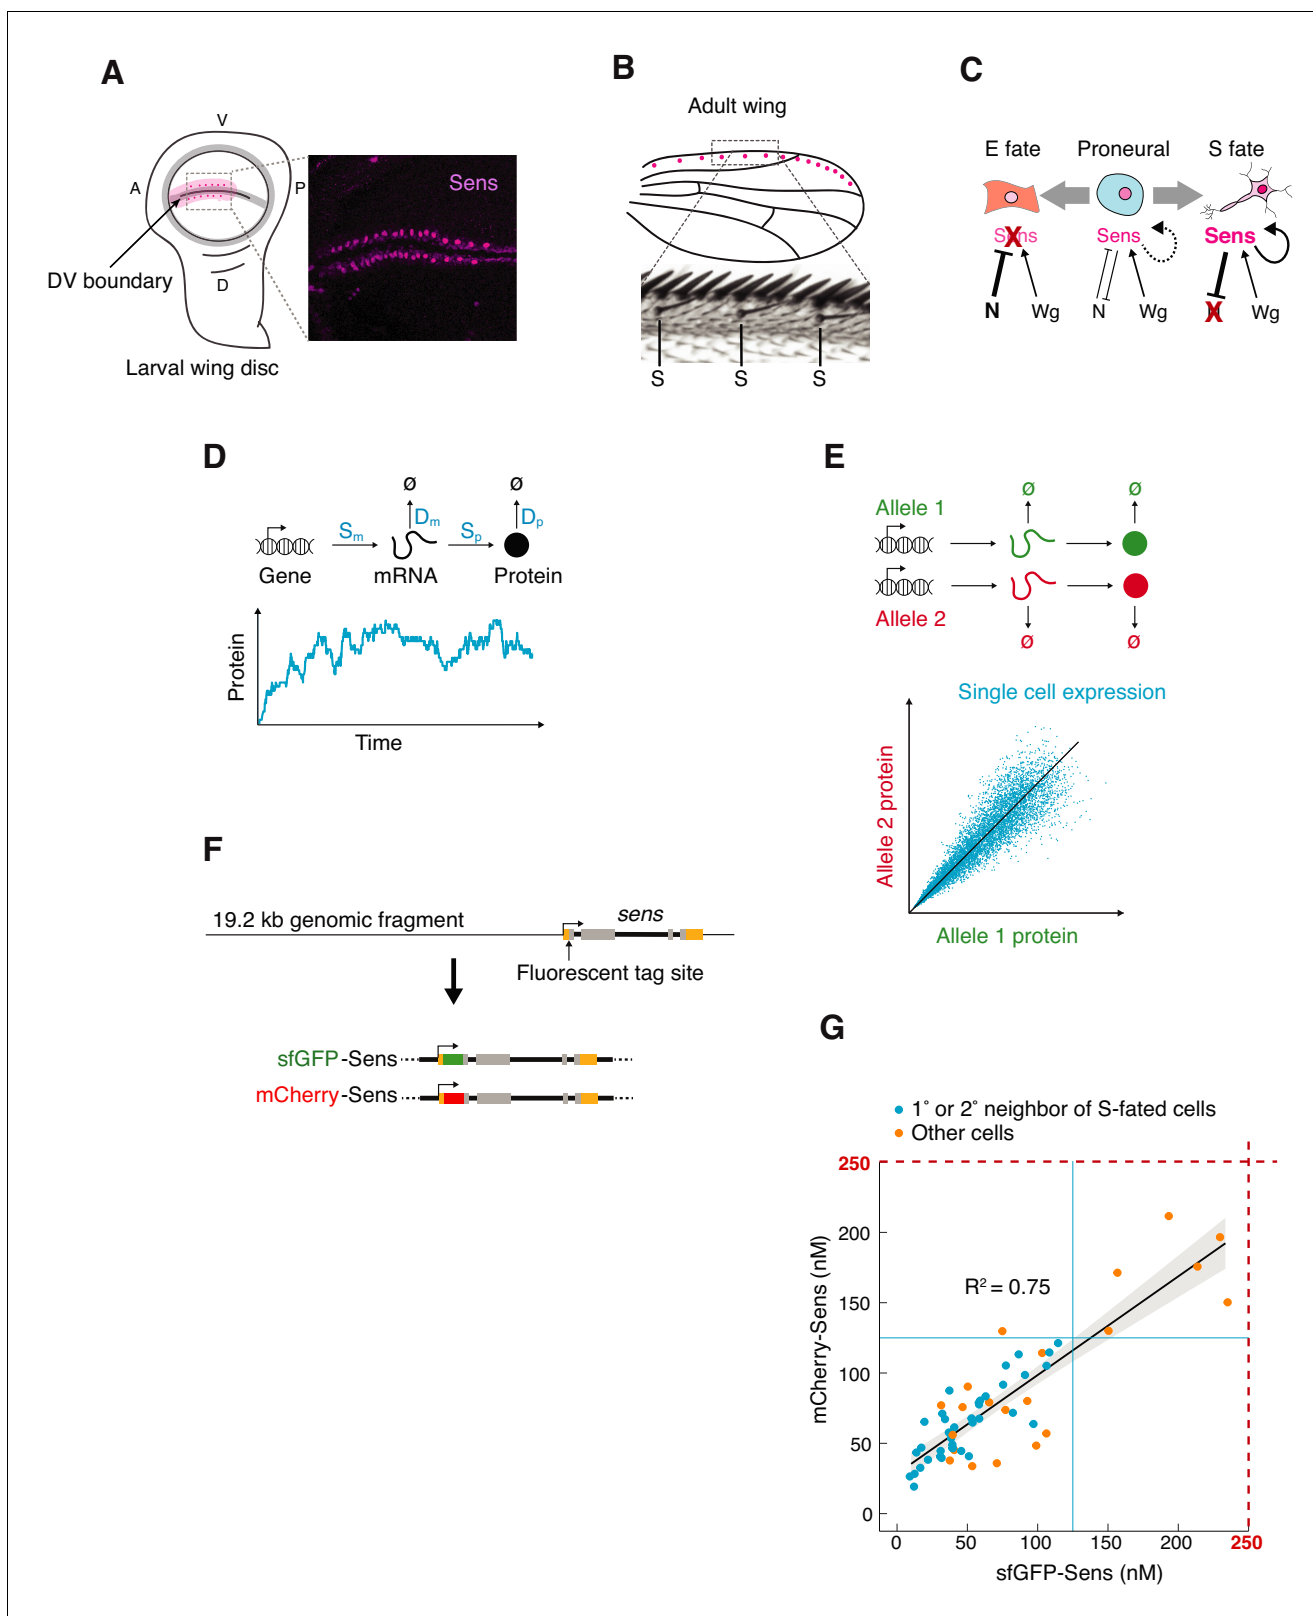 A
V
A
P
Sens
DV boundary
D
Larval wing disc
B
Adult wing
S
S
S
C
E fate
Proneural
S fate
Sens
Sens
Sens
N
Wg
N
Wg
N
Wg
D
Ø
Ø
Sm
Dm
Sp
Dp
Gene
mRNA
Protein
Protein
Time
E
Ø
Ø
Allele 1
Allele 2
Ø
Ø
Single cell expression
Allele 2 protein
Allele 1 protein
F
19.2 kb genomic fragment
sens
Fluorescent tag site
sfGFP-Sens
mCherry-Sens
G
1° or 2° neighbor of S-fated cells
Other cells
250
200
150
100
50
0
mCherry-Sens (nM)
R² = 0.75
0
50
100
150
200
250
sfGFP-Sens (nM)